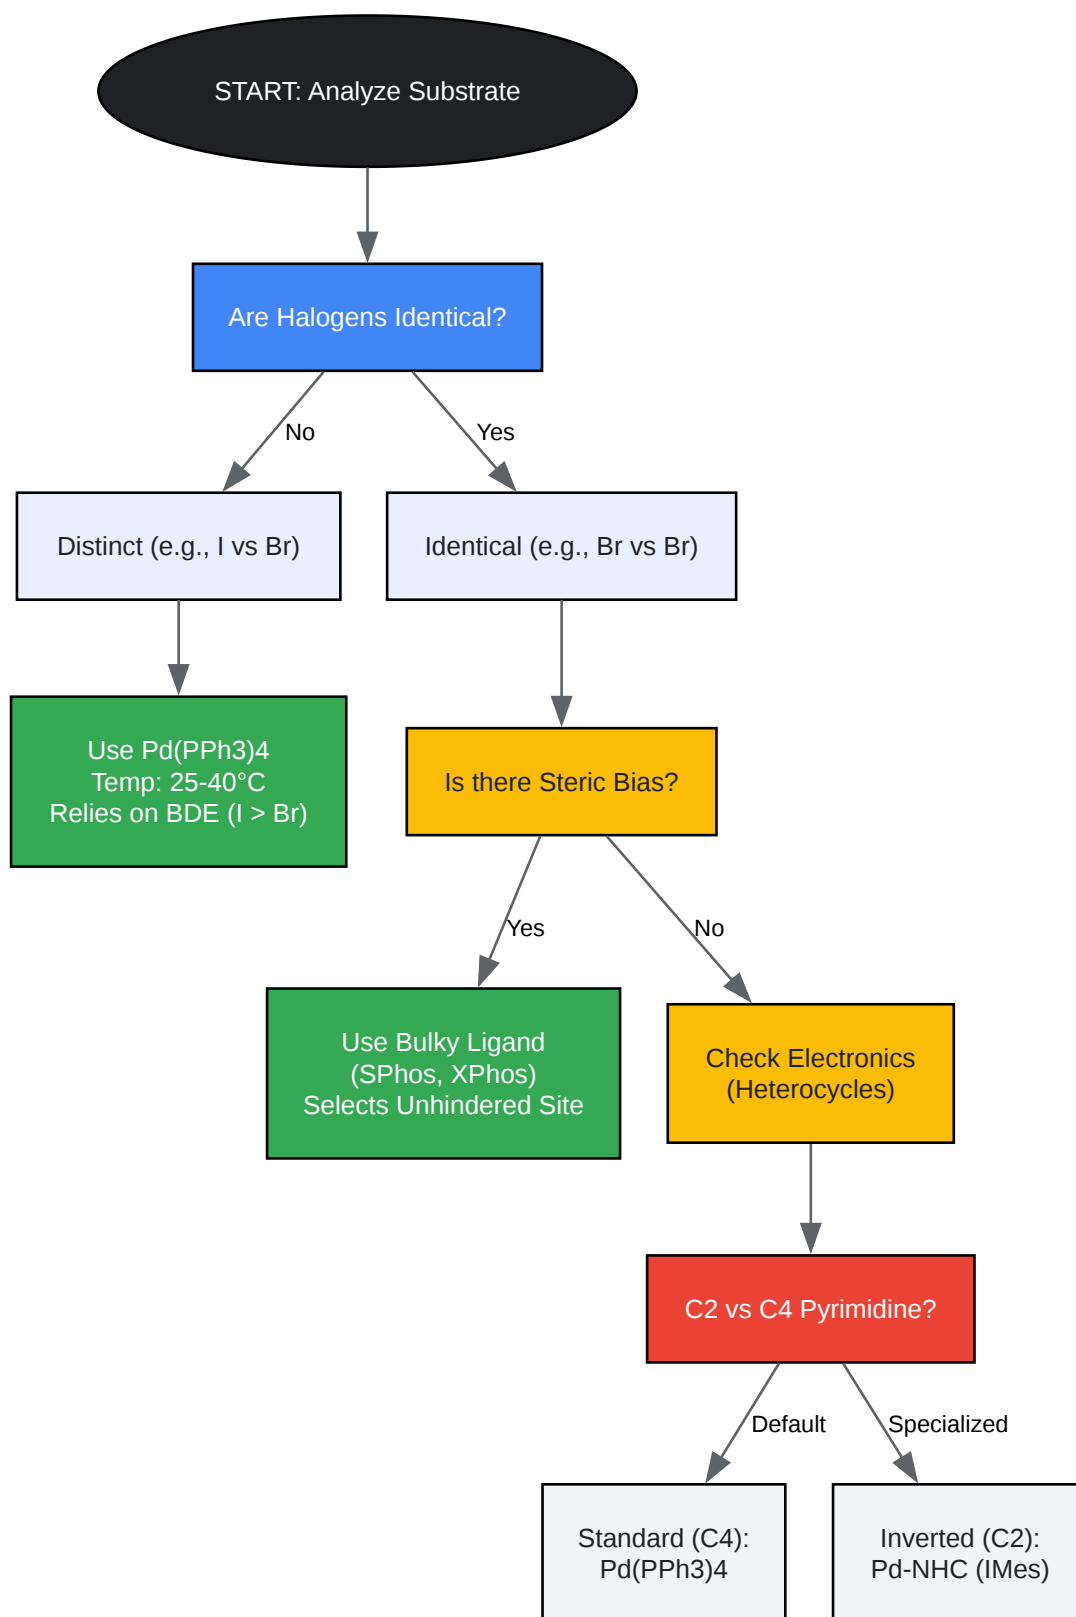 START: Analyze Substrate
Are Halogens Identical?
No
Yes
Distinct (e.g., I vs Br)
Identical (e.g., Br vs Br)
Use Pd(PPh3)4
Temp: 25-40°C
Relies on BDE (I > Br)
Is there Steric Bias?
Yes
No
Use Bulky Ligand
(SPhos, XPhos)
Selects Unhindered Site
Check Electronics
(Heterocycles)
C2 vs C4 Pyrimidine?
Default
Specialized
Standard (C4):
Pd(PPh3)4
Inverted (C2):
Pd-NHC (IMes)